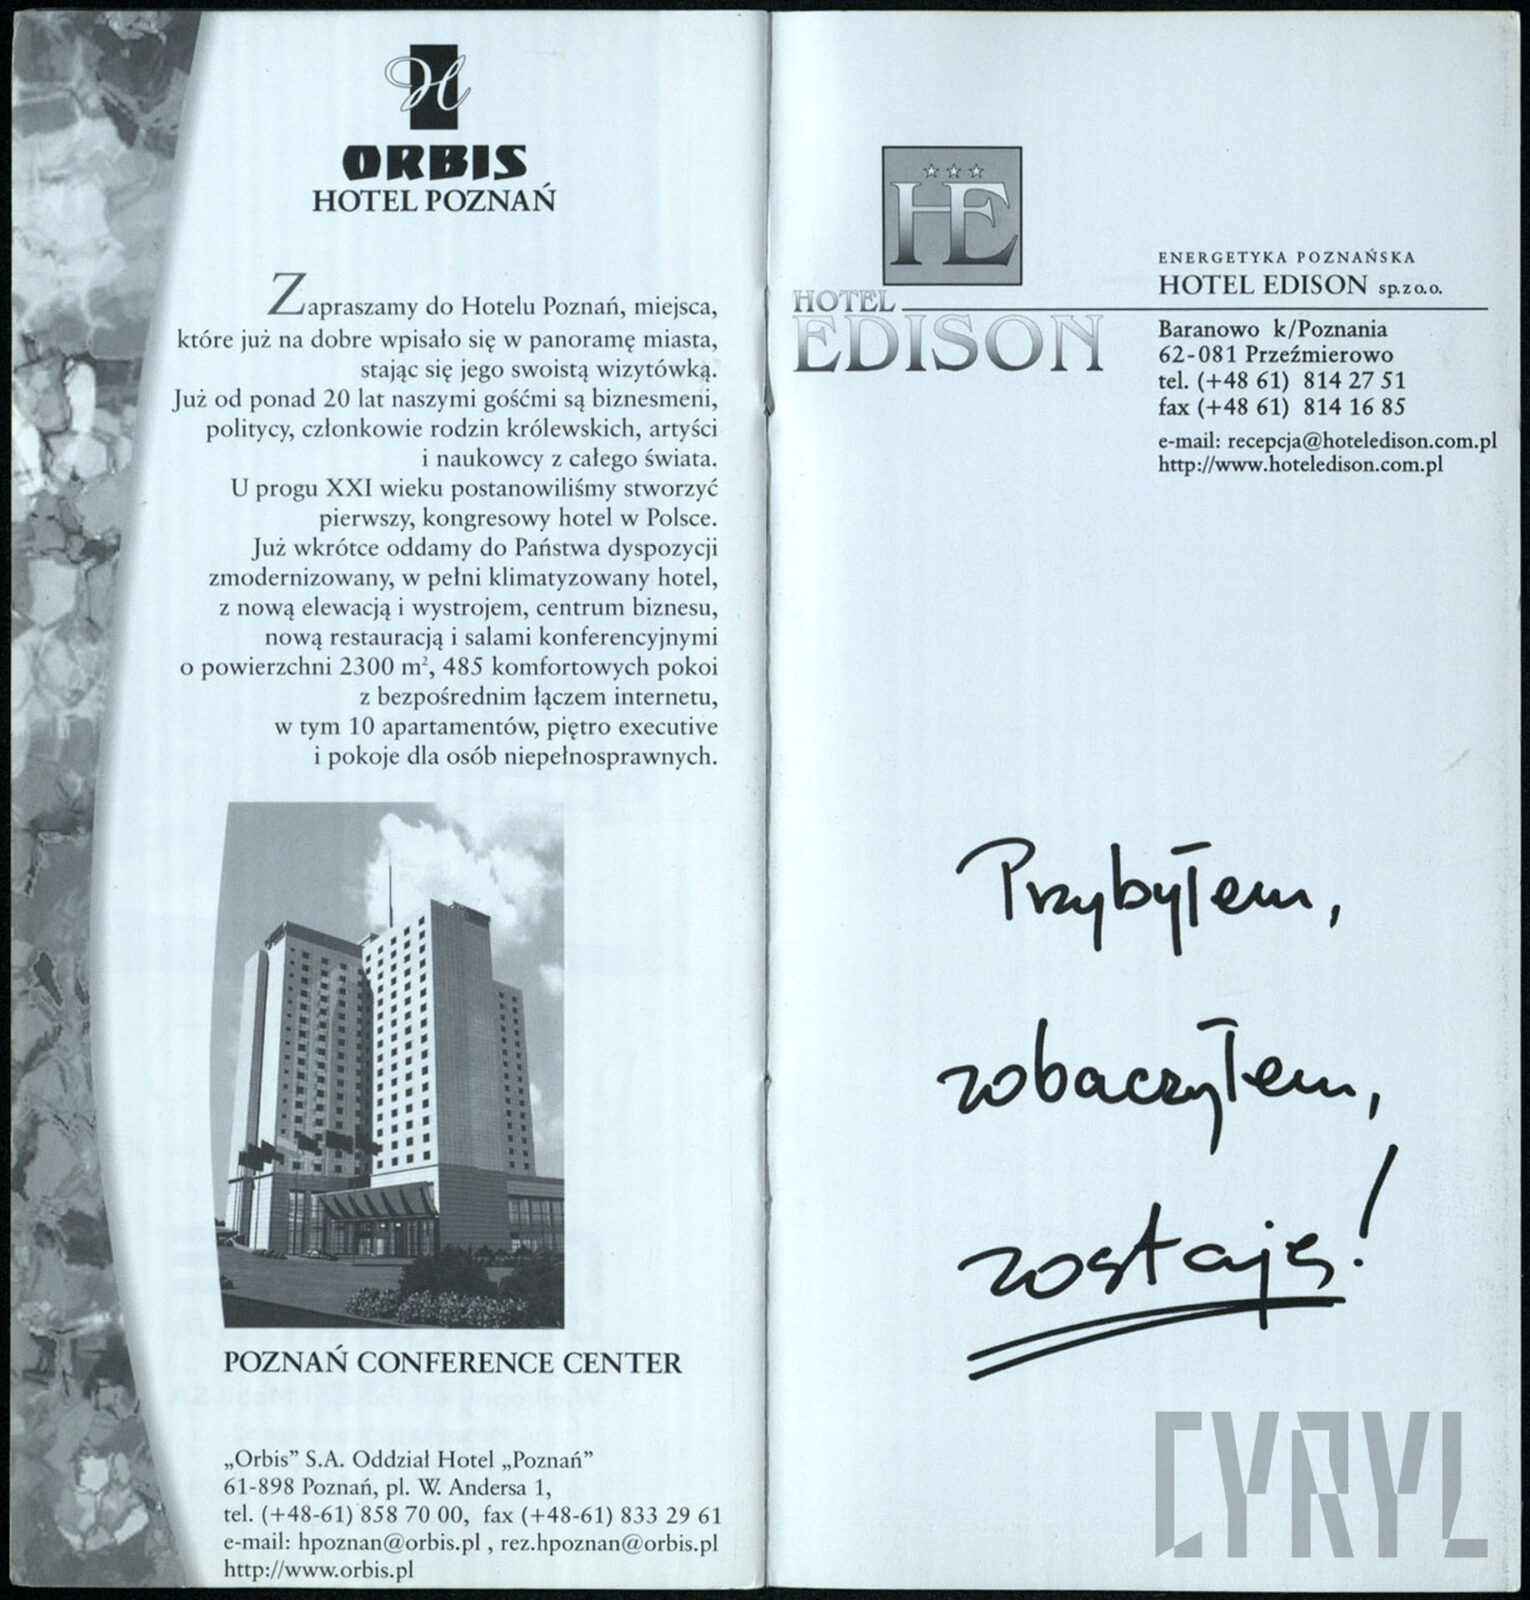 H
ORBIS
HOTEL POZNAŃ
Zapraszamy do Hotelu Poznań, miejsca,
które już na dobre wpisało się w panoramę miasta,
stając się jego swoistą wizytówką.
Już od ponad 20 lat naszymi gośćmi są biznesmeni,
politycy, członkowie rodzin królewskich, artyści
i naukowcy z całego świata.
U progu XXI wieku postanowiliśmy stworzyć
pierwszy, kongresowy hotel w Polsce.
Już wkrótce oddamy do Państwa dyspozycji
zmodernizowany, w pełni klimatyzowany hotel,
z nową elewacją i wystrojem, centrum biznesu,
nową restauracją i salami konferencyjnymi
o powierzchni 2300 m², 485 komfortowych pokoi
z bezpośrednim łączem internetu,
w tym 10 apartamentów, piętro executive
i pokoje dla osób niepełnosprawnych.
POZNAŃ CONFERENCE CENTER
„Orbis” S.A. Oddział Hotel „Poznań”
61-898 Poznań, pl. W. Andersa 1,
tel. (+48-61) 858 70 00, fax (+48-61) 833 29 61
e-mail: hpoznan@orbis.pl , rez.hpoznan@orbis.pl
http://www.orbis.pl
HE
HOTEL
EDISON
ENERGETYKA POZNAŃSKA
HOTEL EDISON sp.z o.o.
Baranowo k/Poznania
62-081 Przeźmierowo
tel. (+48 61) 814 27 51
fax (+48 61) 814 16 85
e-mail: recepcja@hoteledison.com.pl
http://www.hoteledison.com.pl
Przybyłem,
zobaczyłem,
zostaję!
CYRYL